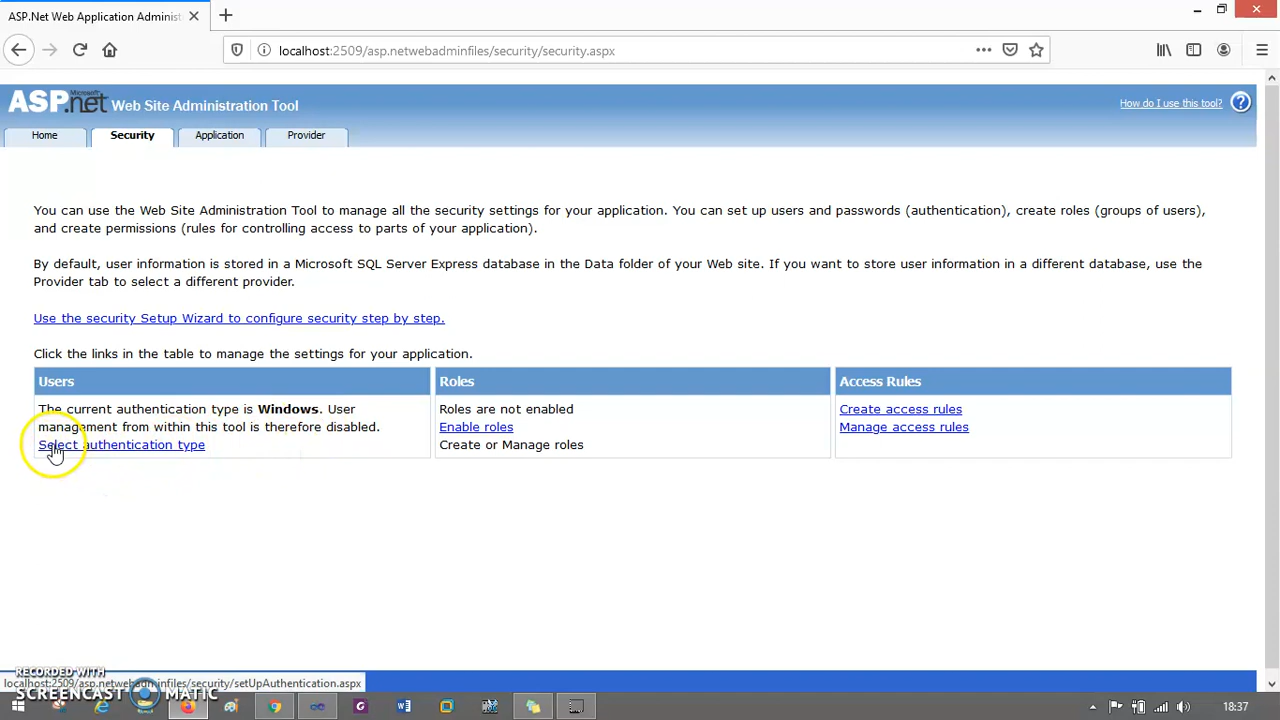 ASP.Net Web Application Adminis
localhost:2509/asp.netwebadminfiles/security/security.aspx
Microsoft
ASP.net Web Site Administration Tool
How do I use this tool?
Home Security Application Provider
You can use the Web Site Administration Tool to manage all the security settings for your application. You can set up users and passwords (authentication), create roles (groups of users),
and create permissions (rules for controlling access to parts of your application).
By default, user information is stored in a Microsoft SQL Server Express database in the Data folder of your Web site. If you want to store user information in a different database, use the
Provider tab to select a different provider.
Use the security Setup Wizard to configure security step by step.
Click the links in the table to manage the settings for your application.
Users
The current authentication type is Windows. User
management from within this tool is therefore disabled.
Select authentication type
Roles
Roles are not enabled
Enable roles
Create or Manage roles
Access Rules
Create access rules
Manage access rules
localhost:2509/asp.netwebadminfiles/security/setUpAuthentication.aspx
RECORDED WITH
SCREENCAST MATIC
18:37